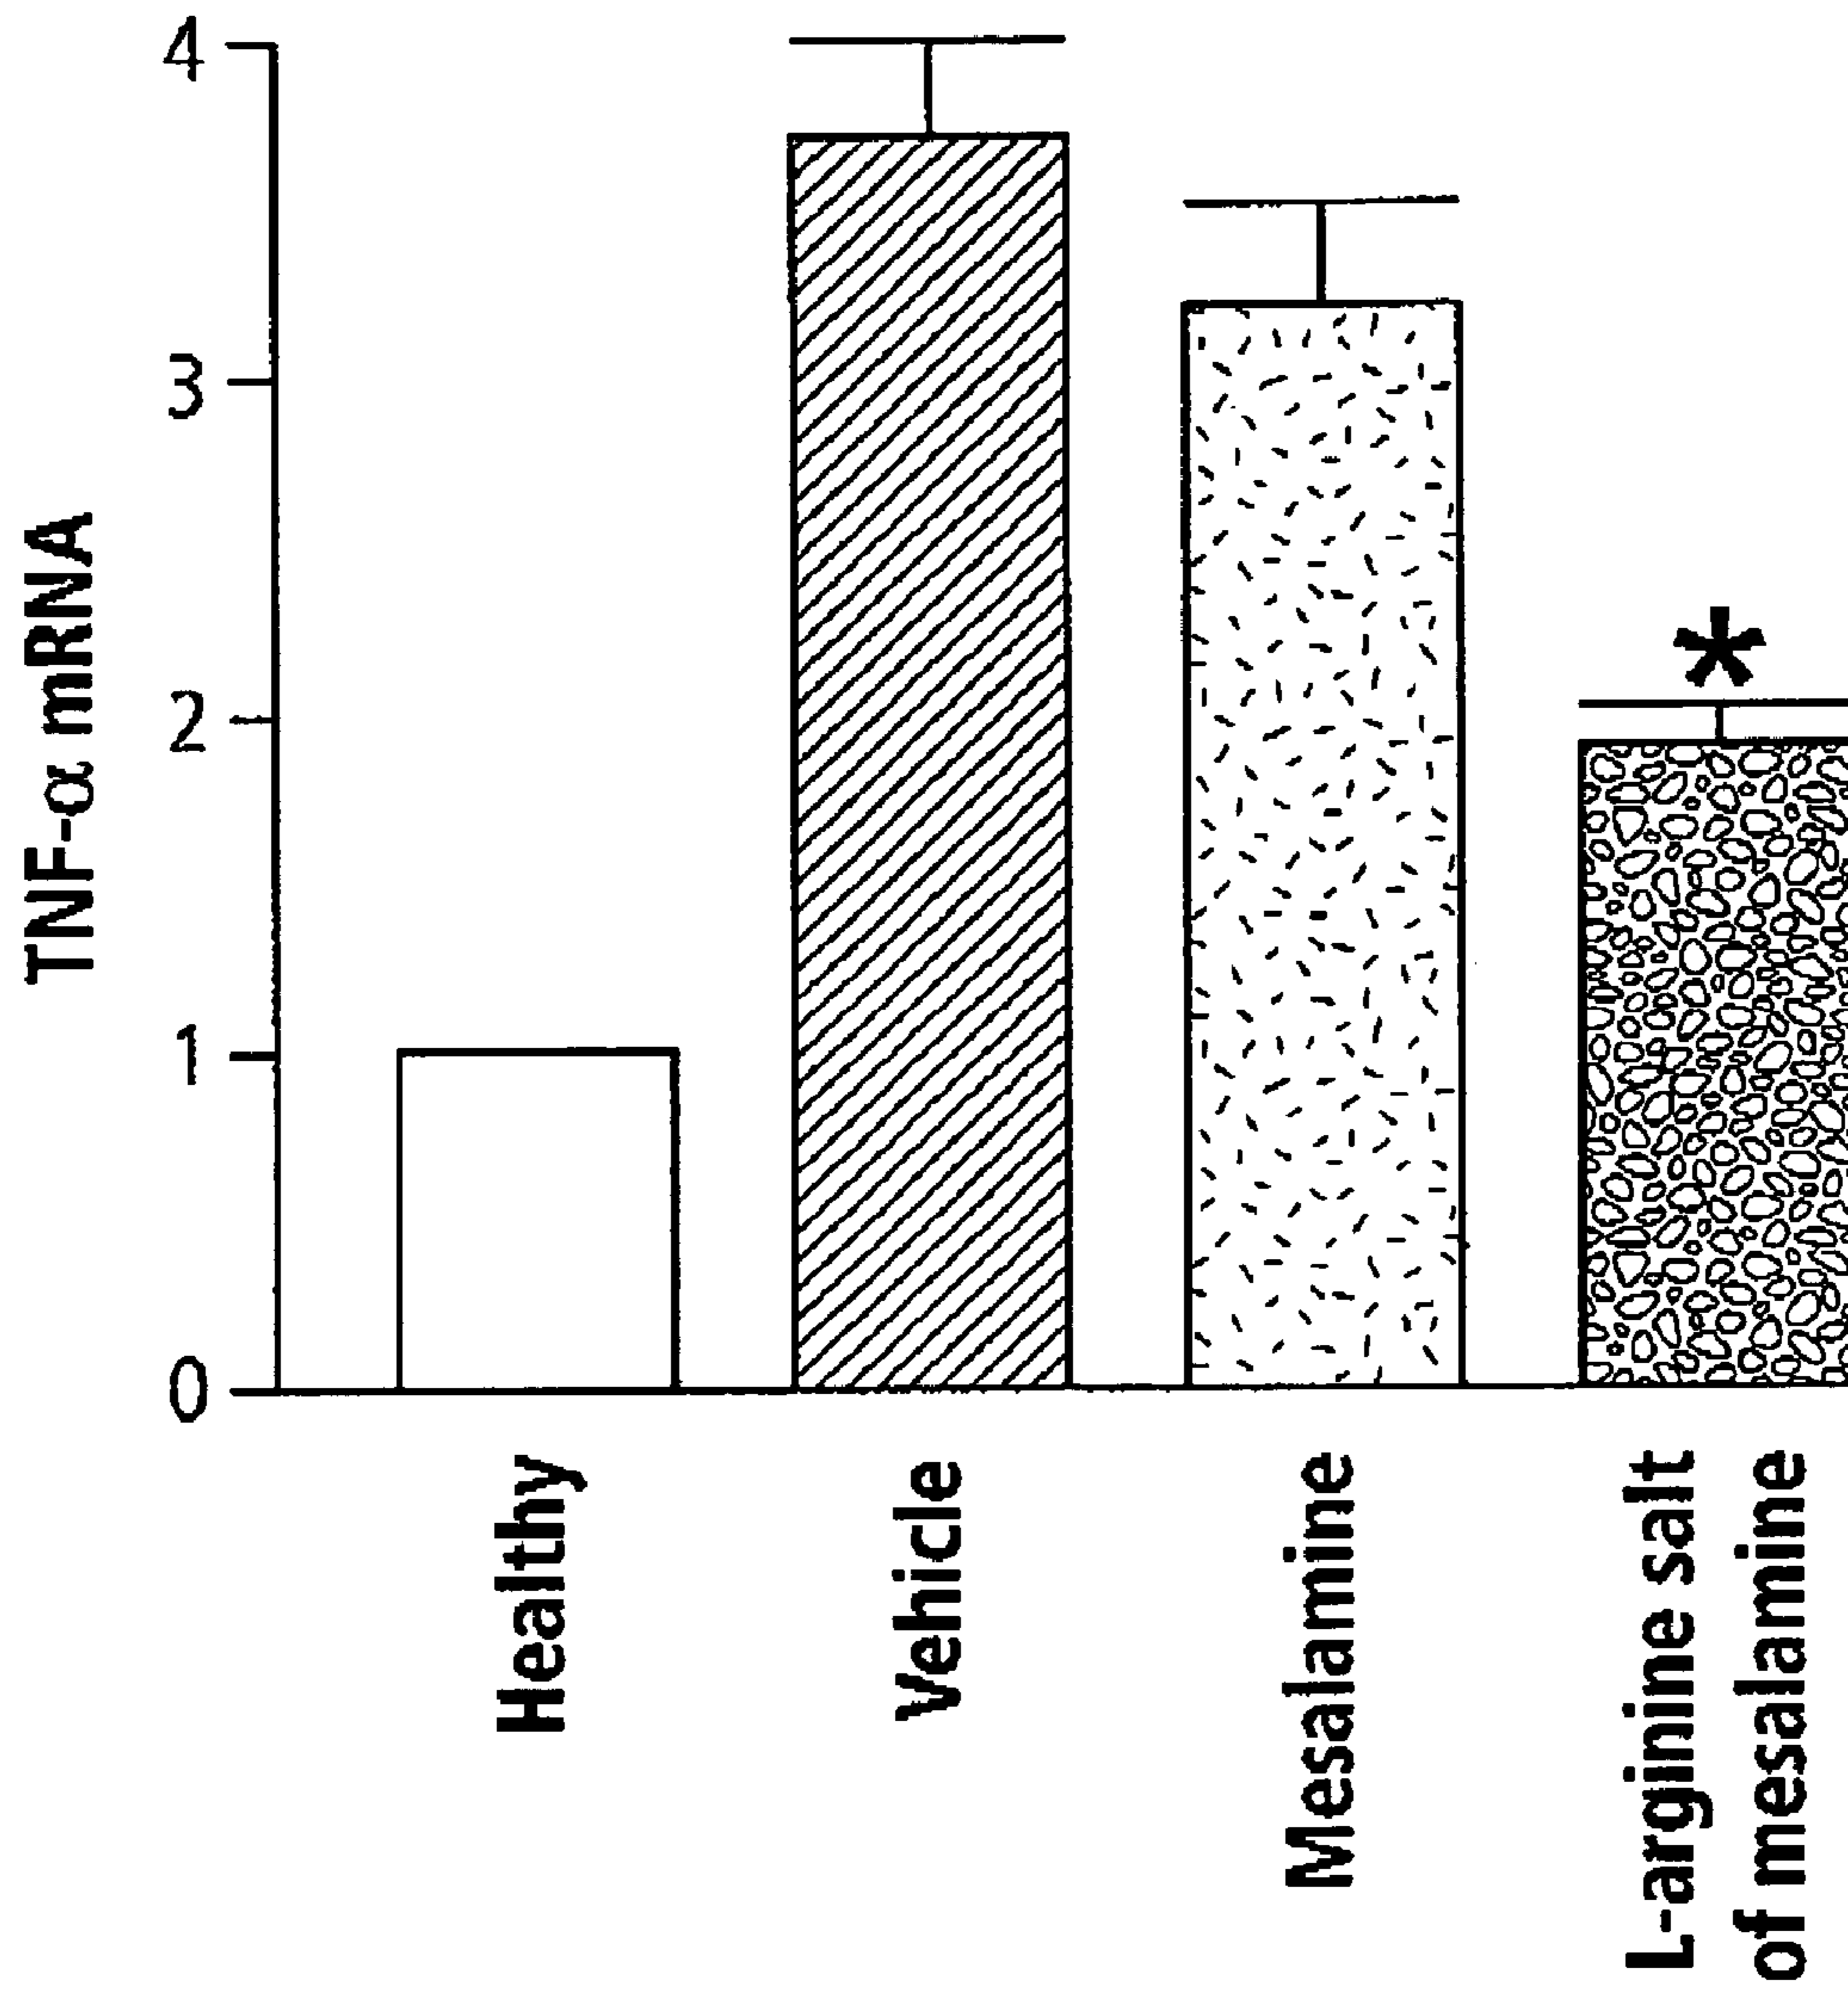 TNF-α mRNA
4
3
2
1
0
Healthy
Vehicle
Mesalamine
*
L-arginine salt
of mesalamine